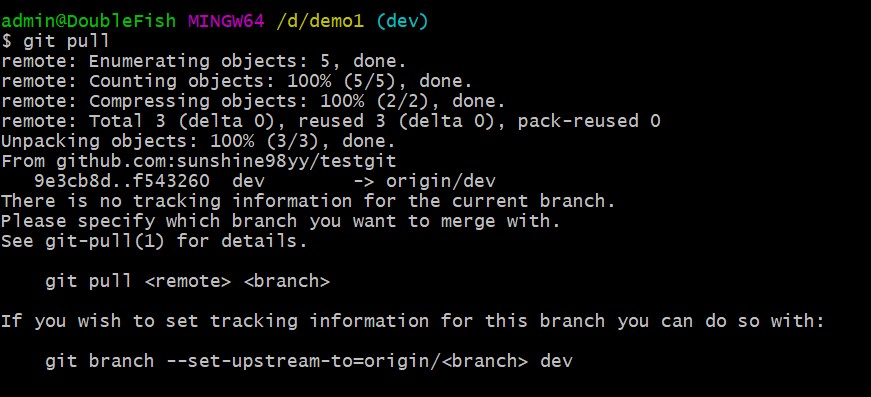 admin@DoubleFish MINGW64 /d/demo1 (dev)
$ git pull
remote: Enumerating objects: 5, done.
remote: Counting objects: 100% (5/5), done.
remote: Compressing objects: 100% (2/2), done.
remote: Total 3 (delta 0), reused 3 (delta 0), pack-reused 0
Unpacking objects: 100% (3/3), done.
From github.com:sunshine98yy/testgit
   9e3cb8d..f543260  dev        -> origin/dev
There is no tracking information for the current branch.
Please specify which branch you want to merge with.
See git-pull(1) for details.

    git pull <remote> <branch>

If you wish to set tracking information for this branch you can do so with:

    git branch --set-upstream-to=origin/<branch> dev